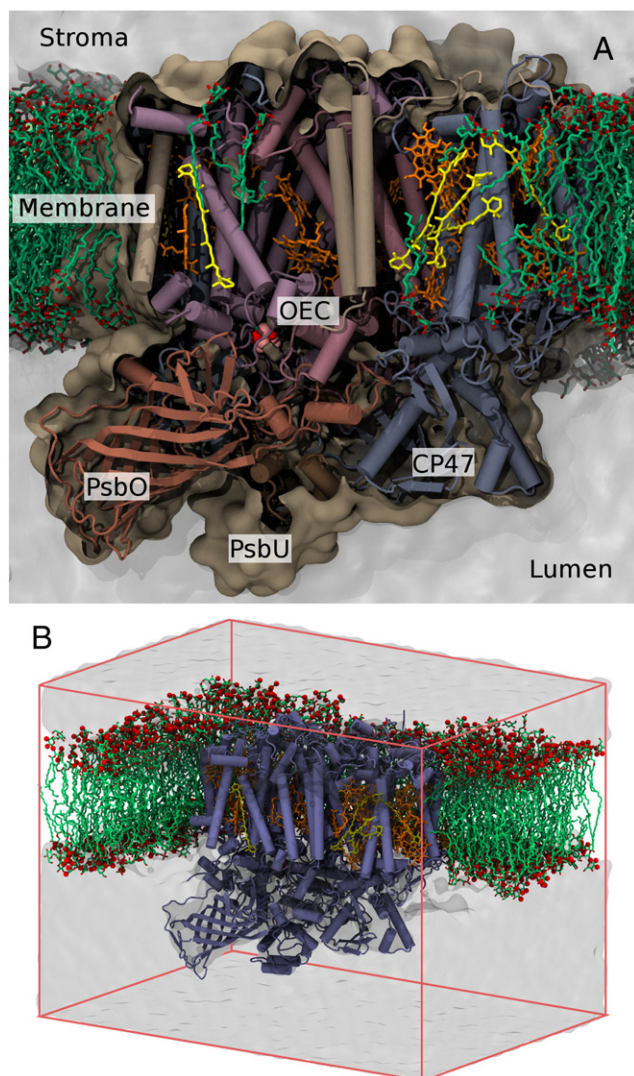 Stroma
A
Membrane
OEC
PsbO
CP47
PsbU
Lumen
B